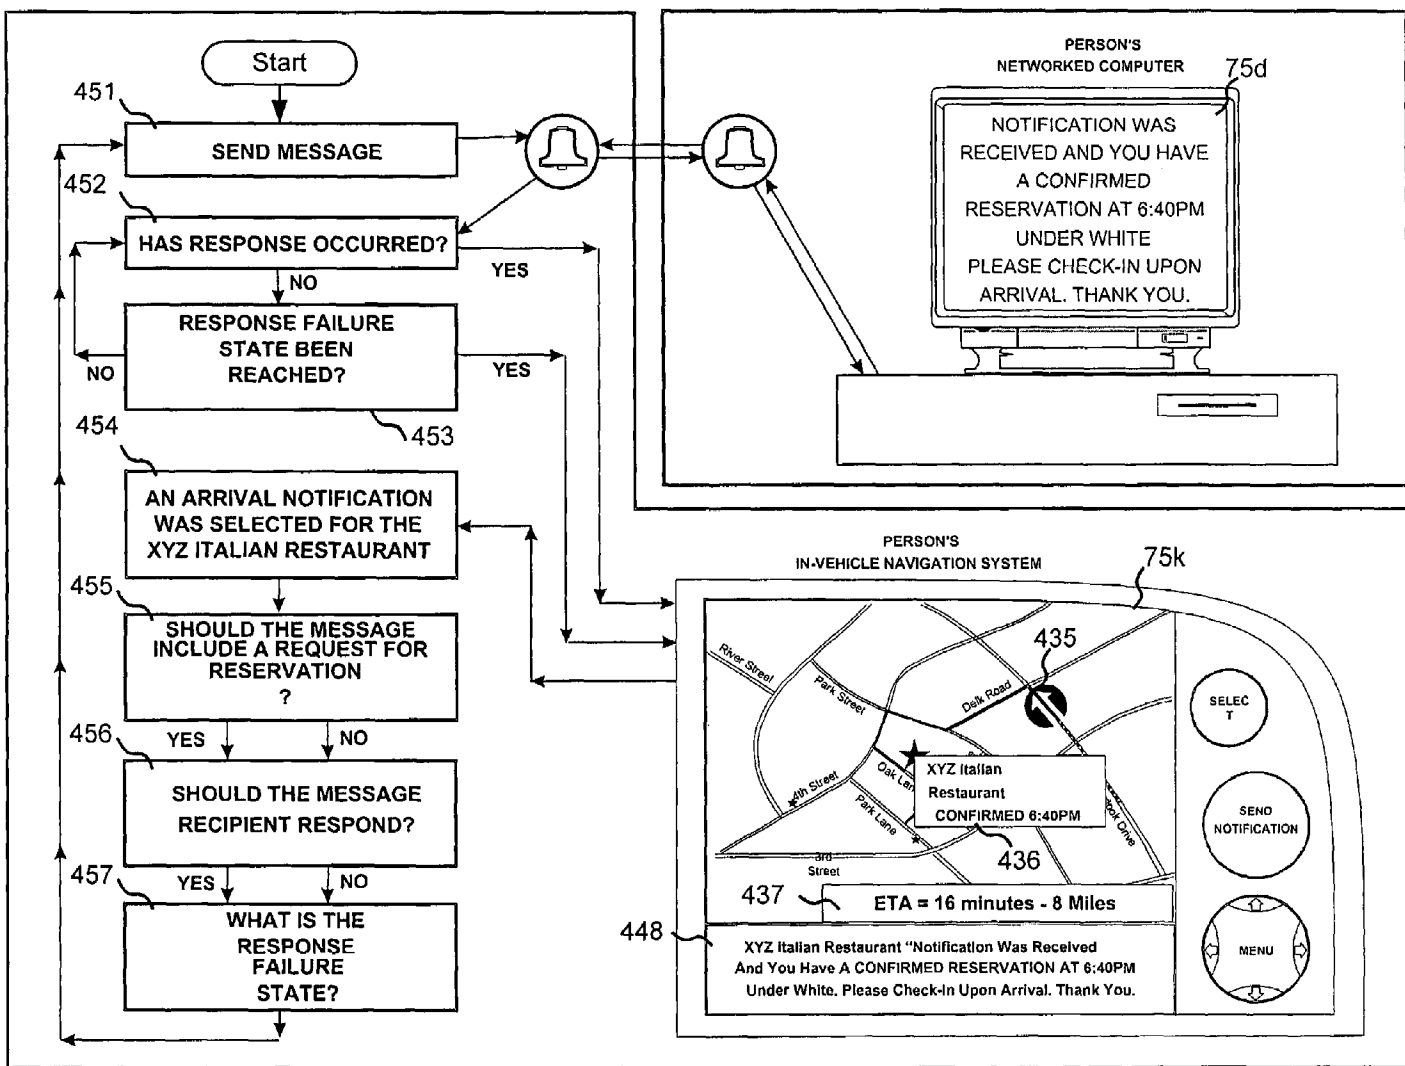 Start
451
SEND MESSAGE
452
HAS RESPONSE OCCURRED?
YES
NO
RESPONSE FAILURE
STATE BEEN
REACHED?
NO
YES
453
454
AN ARRIVAL NOTIFICATION
WAS SELECTED FOR THE
XYZ ITALIAN RESTAURANT
455
SHOULD THE MESSAGE
INCLUDE A REQUEST FOR
RESERVATION
?
YES
NO
456
SHOULD THE MESSAGE
RECIPIENT RESPOND?
YES
NO
457
WHAT IS THE
RESPONSE
FAILURE
STATE?
PERSON'S
NETWORKED COMPUTER
75d
NOTIFICATION WAS
RECEIVED AND YOU HAVE
A CONFIRMED
RESERVATION AT 6:40PM
UNDER WHITE
PLEASE CHECK-IN UPON
ARRIVAL. THANK YOU.
PERSON'S
IN-VEHICLE NAVIGATION SYSTEM
75k
435
River Street
Park Street
Delk Road
Oak Lan
4th Street
Park Lane
3rd
Street
Drive
XYZ Italian
Restaurant
CONFIRMED 6:40PM
436
437
ETA = 16 minutes - 8 Miles
448
XYZ Italian Restaurant "Notification Was Received
And You Have A CONFIRMED RESERVATION AT 6:40PM
Under White. Please Check-In Upon Arrival. Thank You.
SELEC
T
SEND
NOTIFICATION
MENU